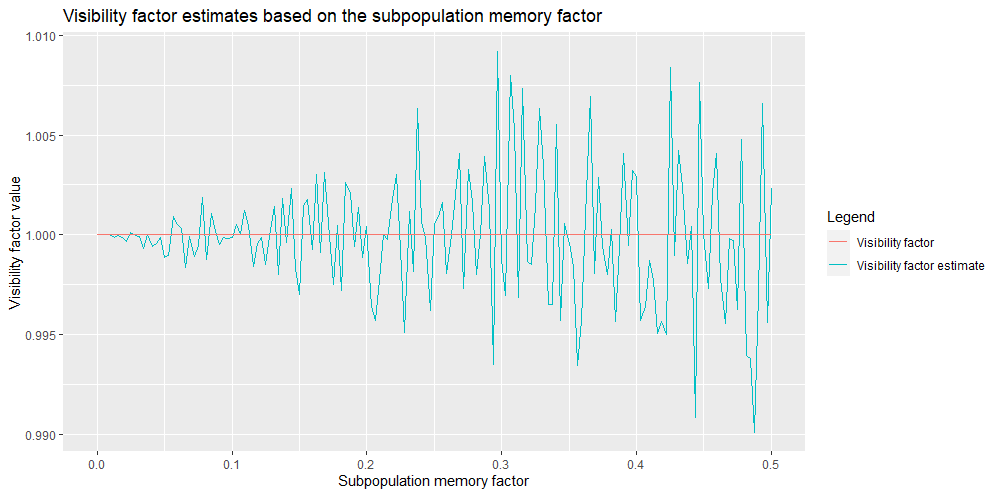 Visibility factor estimates based on the subpopulation memory factor
1.010
1.005
1.000
0.995
0.990
Visibility factor value
0.0 0.1 0.2 0.3 0.4 0.5
Subpopulation memory factor
Legend
Visibility factor
Visibility factor estimate